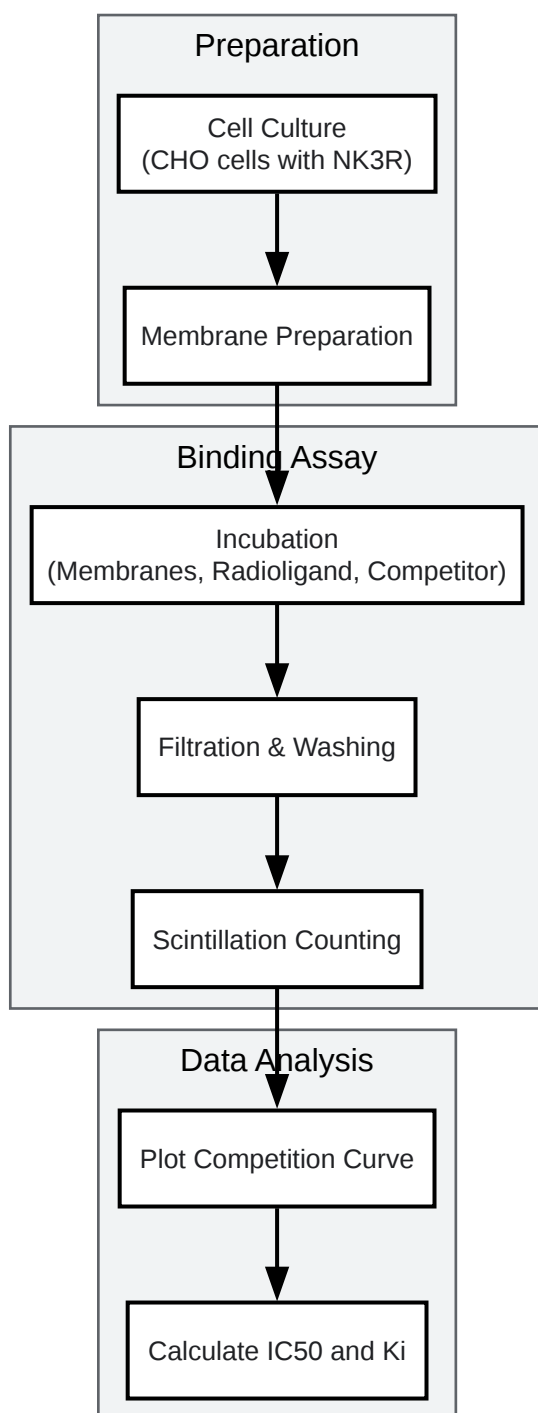 Preparation
Cell Culture
(CHO cells with NK3R)
Membrane Preparation
Binding Assay
Incubation
(Membranes, Radioligand, Competitor)
Filtration & Washing
Scintillation Counting
Data Analysis
Plot Competition Curve
Calculate IC50 and Ki